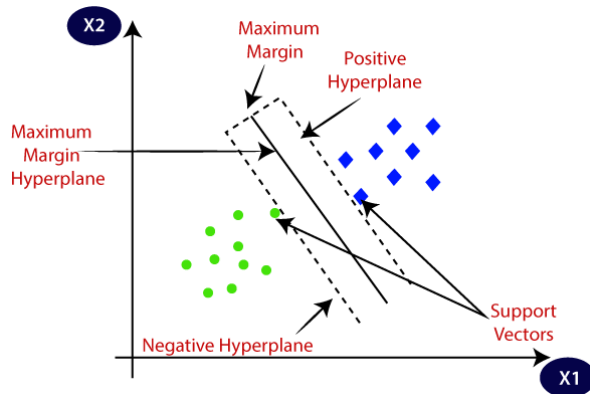 X2
Maximum
Margin
Positive
Hyperplane
Maximum
Margin
Hyperplane
Support
Vectors
Negative Hyperplane
X1